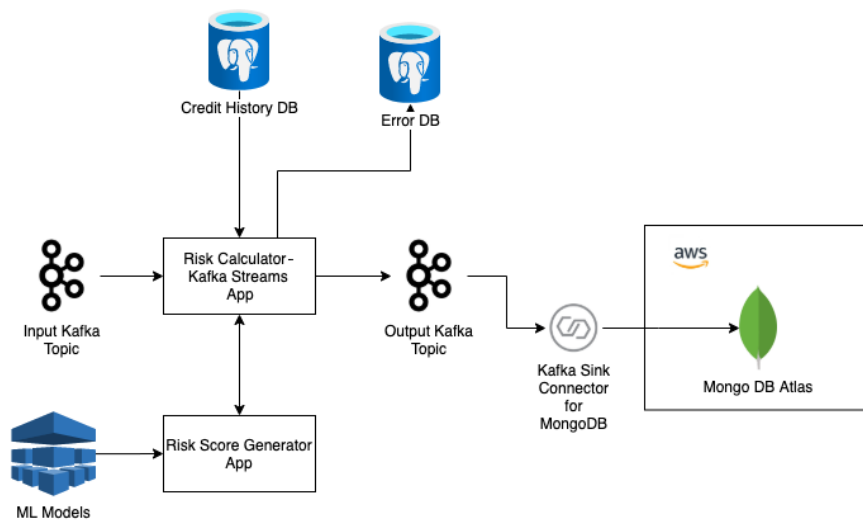 Credit History DB
Error DB
Risk Calculator-
Kafka Streams
App
Input Kafka
Topic
Output Kafka
Topic
aws
Kafka Sink
Connector
for
MongoDB
Mongo DB Atlas
Risk Score Generator
App
ML Models